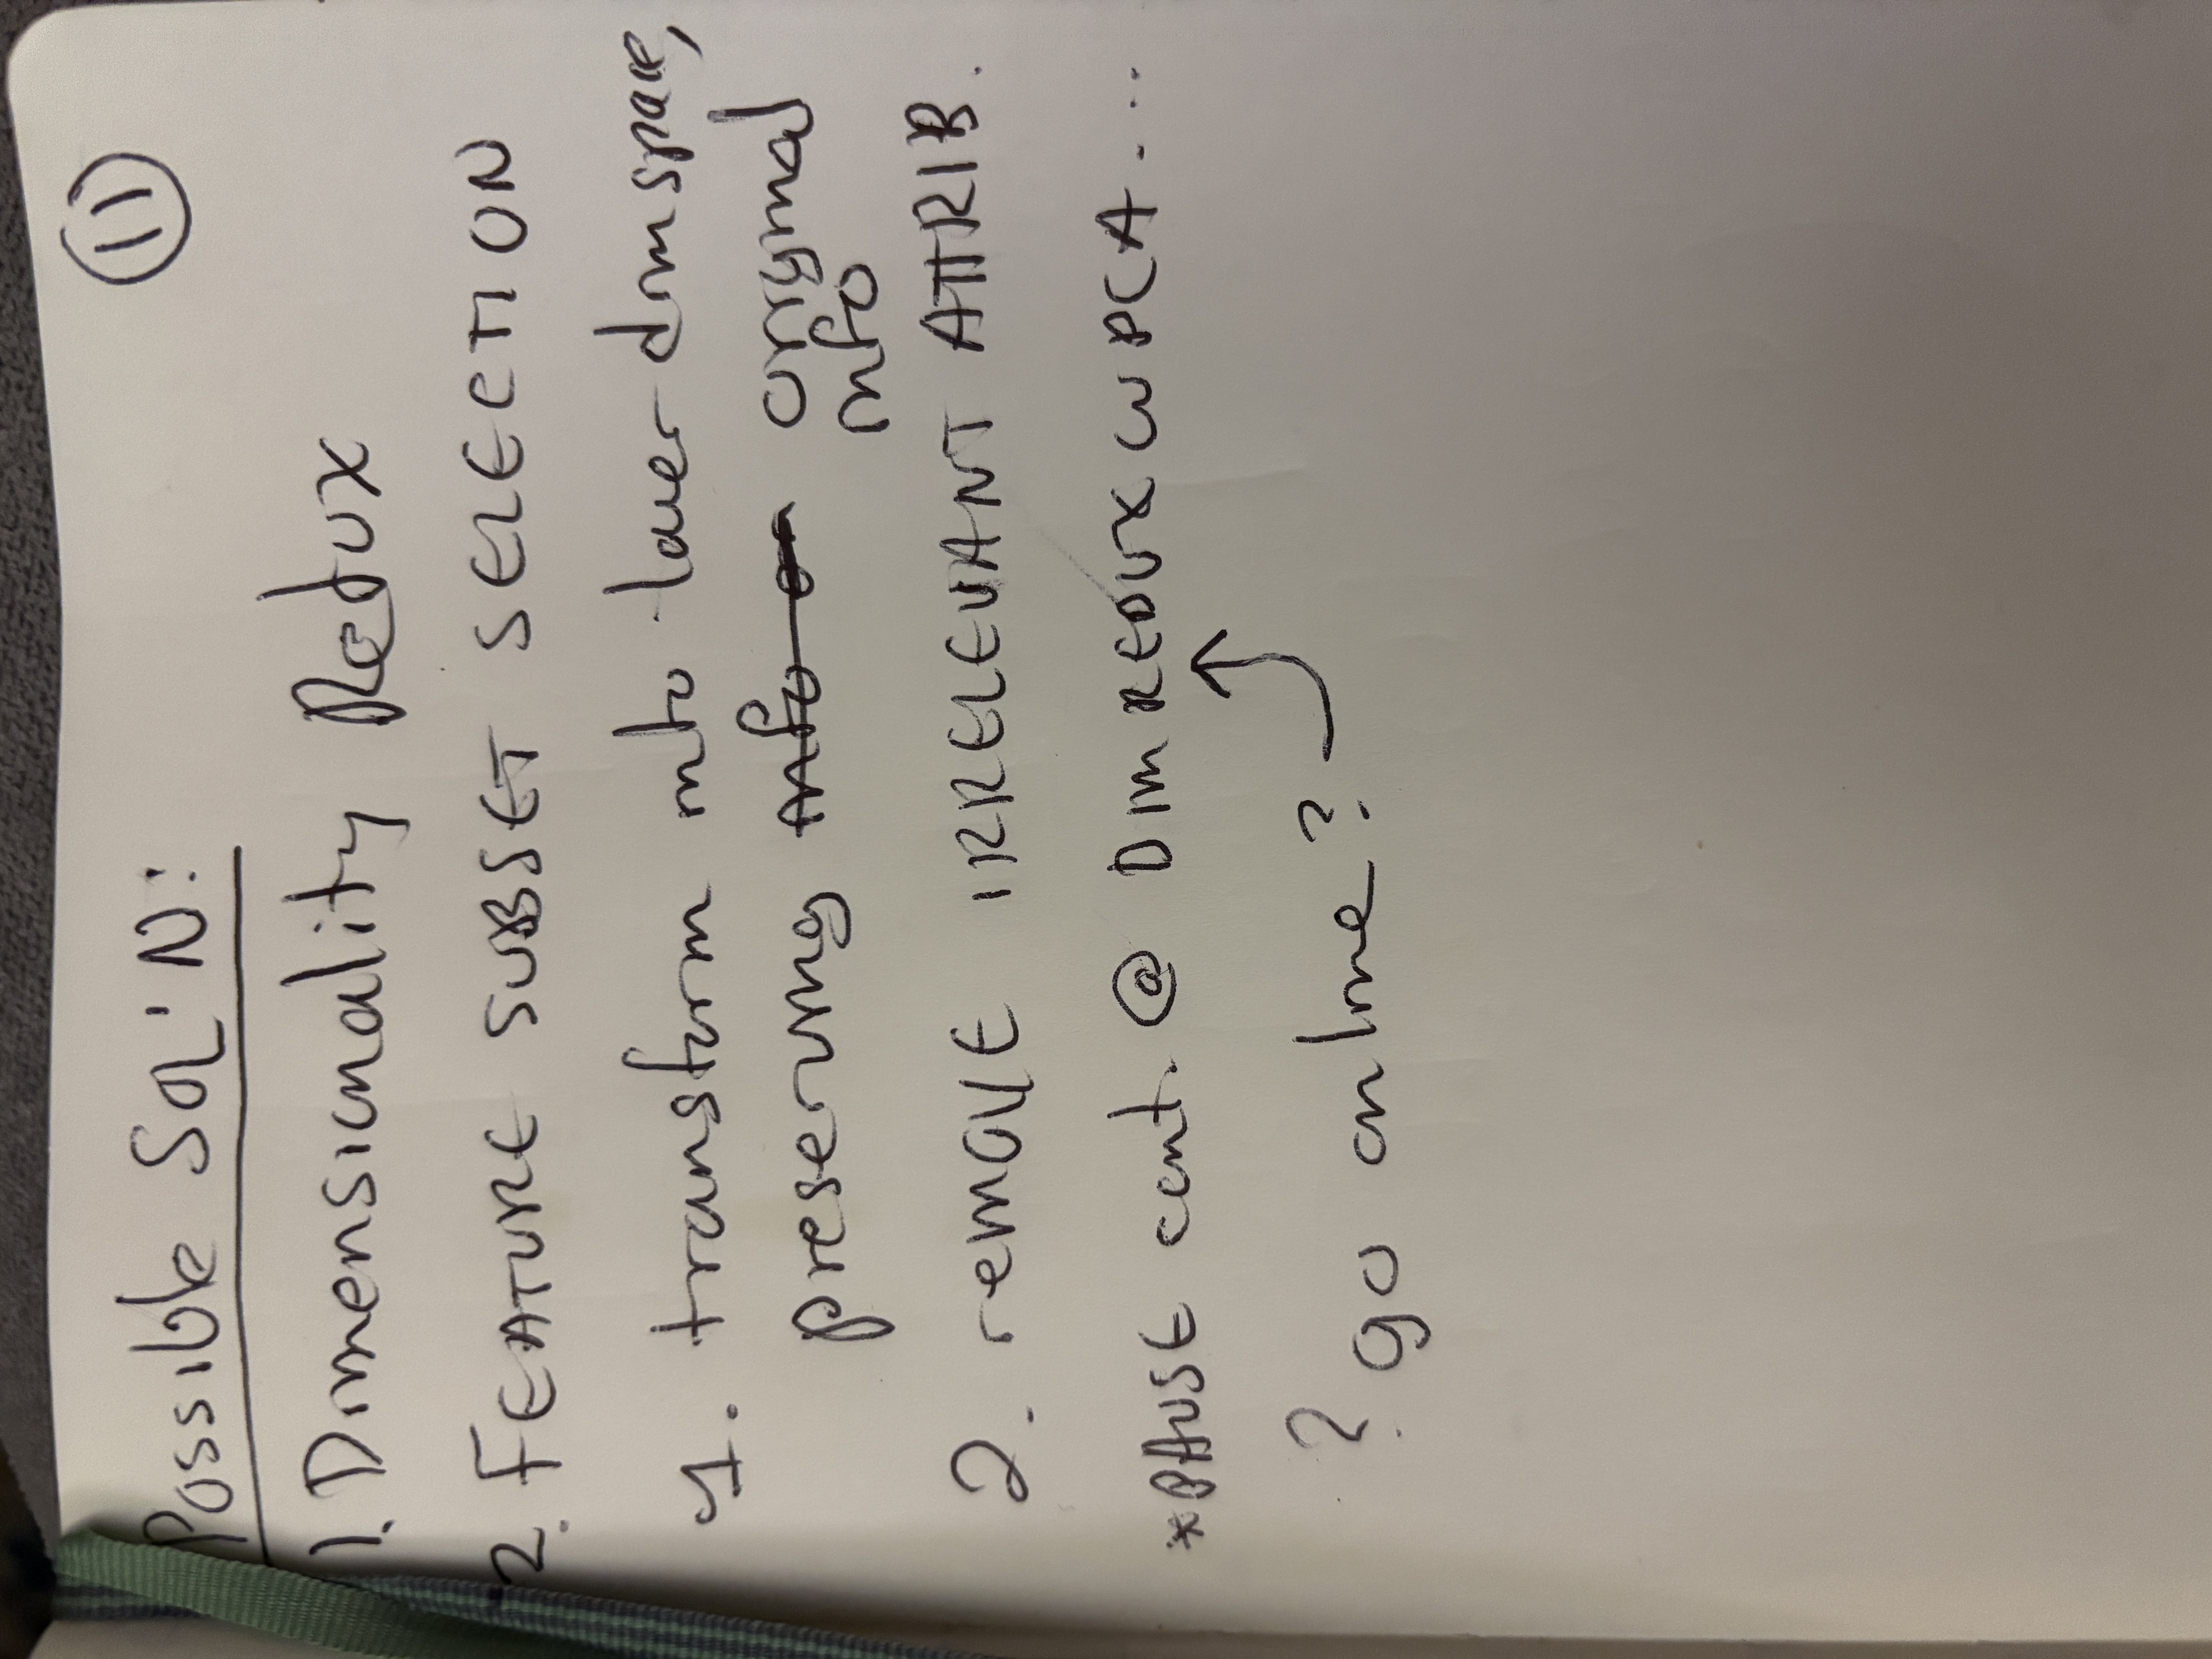 11
Possible SOL'N:
1. Dimensionality Redux
2. FEATURE SUBSET SELECTION
1. transform into lower dim space,
preserving info on original
info
2. remOVE IRRELEVANT ATTRIB.
*PAUSE cont. @ DIM REDUX W PCA...
? go online?